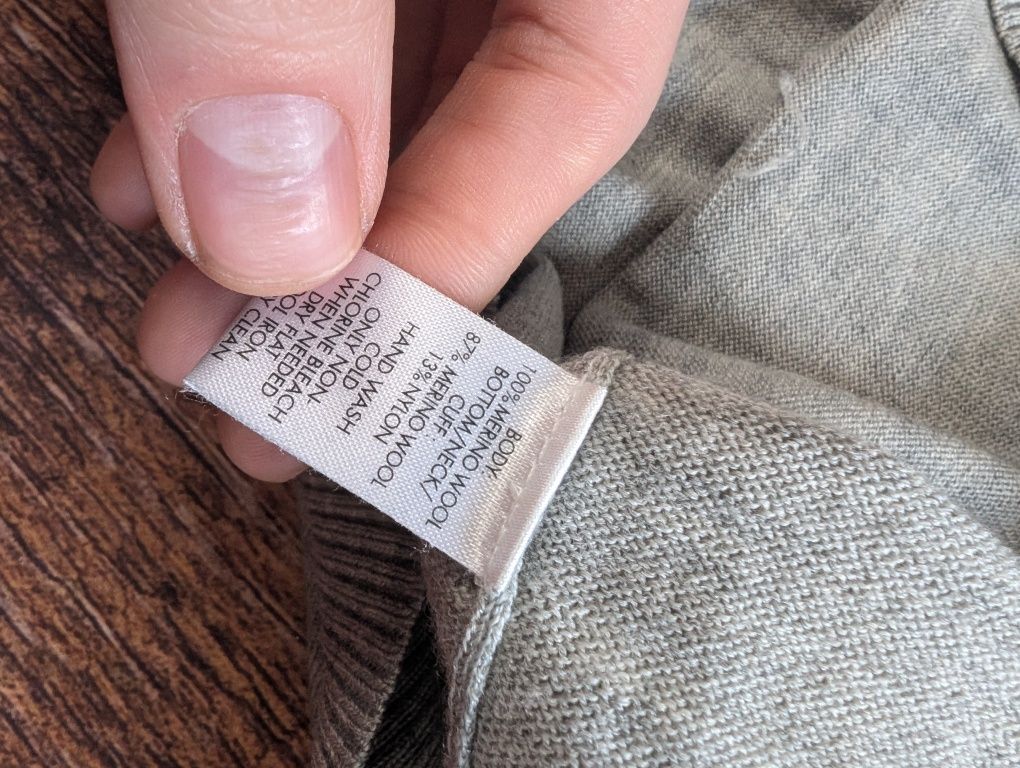 BODY
100% MERINO WOOL
BOTTOM/NECK/
CUFF:
87% MERINO WOOL
13% NYLON
HAND WASH
COLD
ONLY NON
CHLORINE BLEACH
WHEN NEEDED
DRY FLAT
IRON
CLEAN